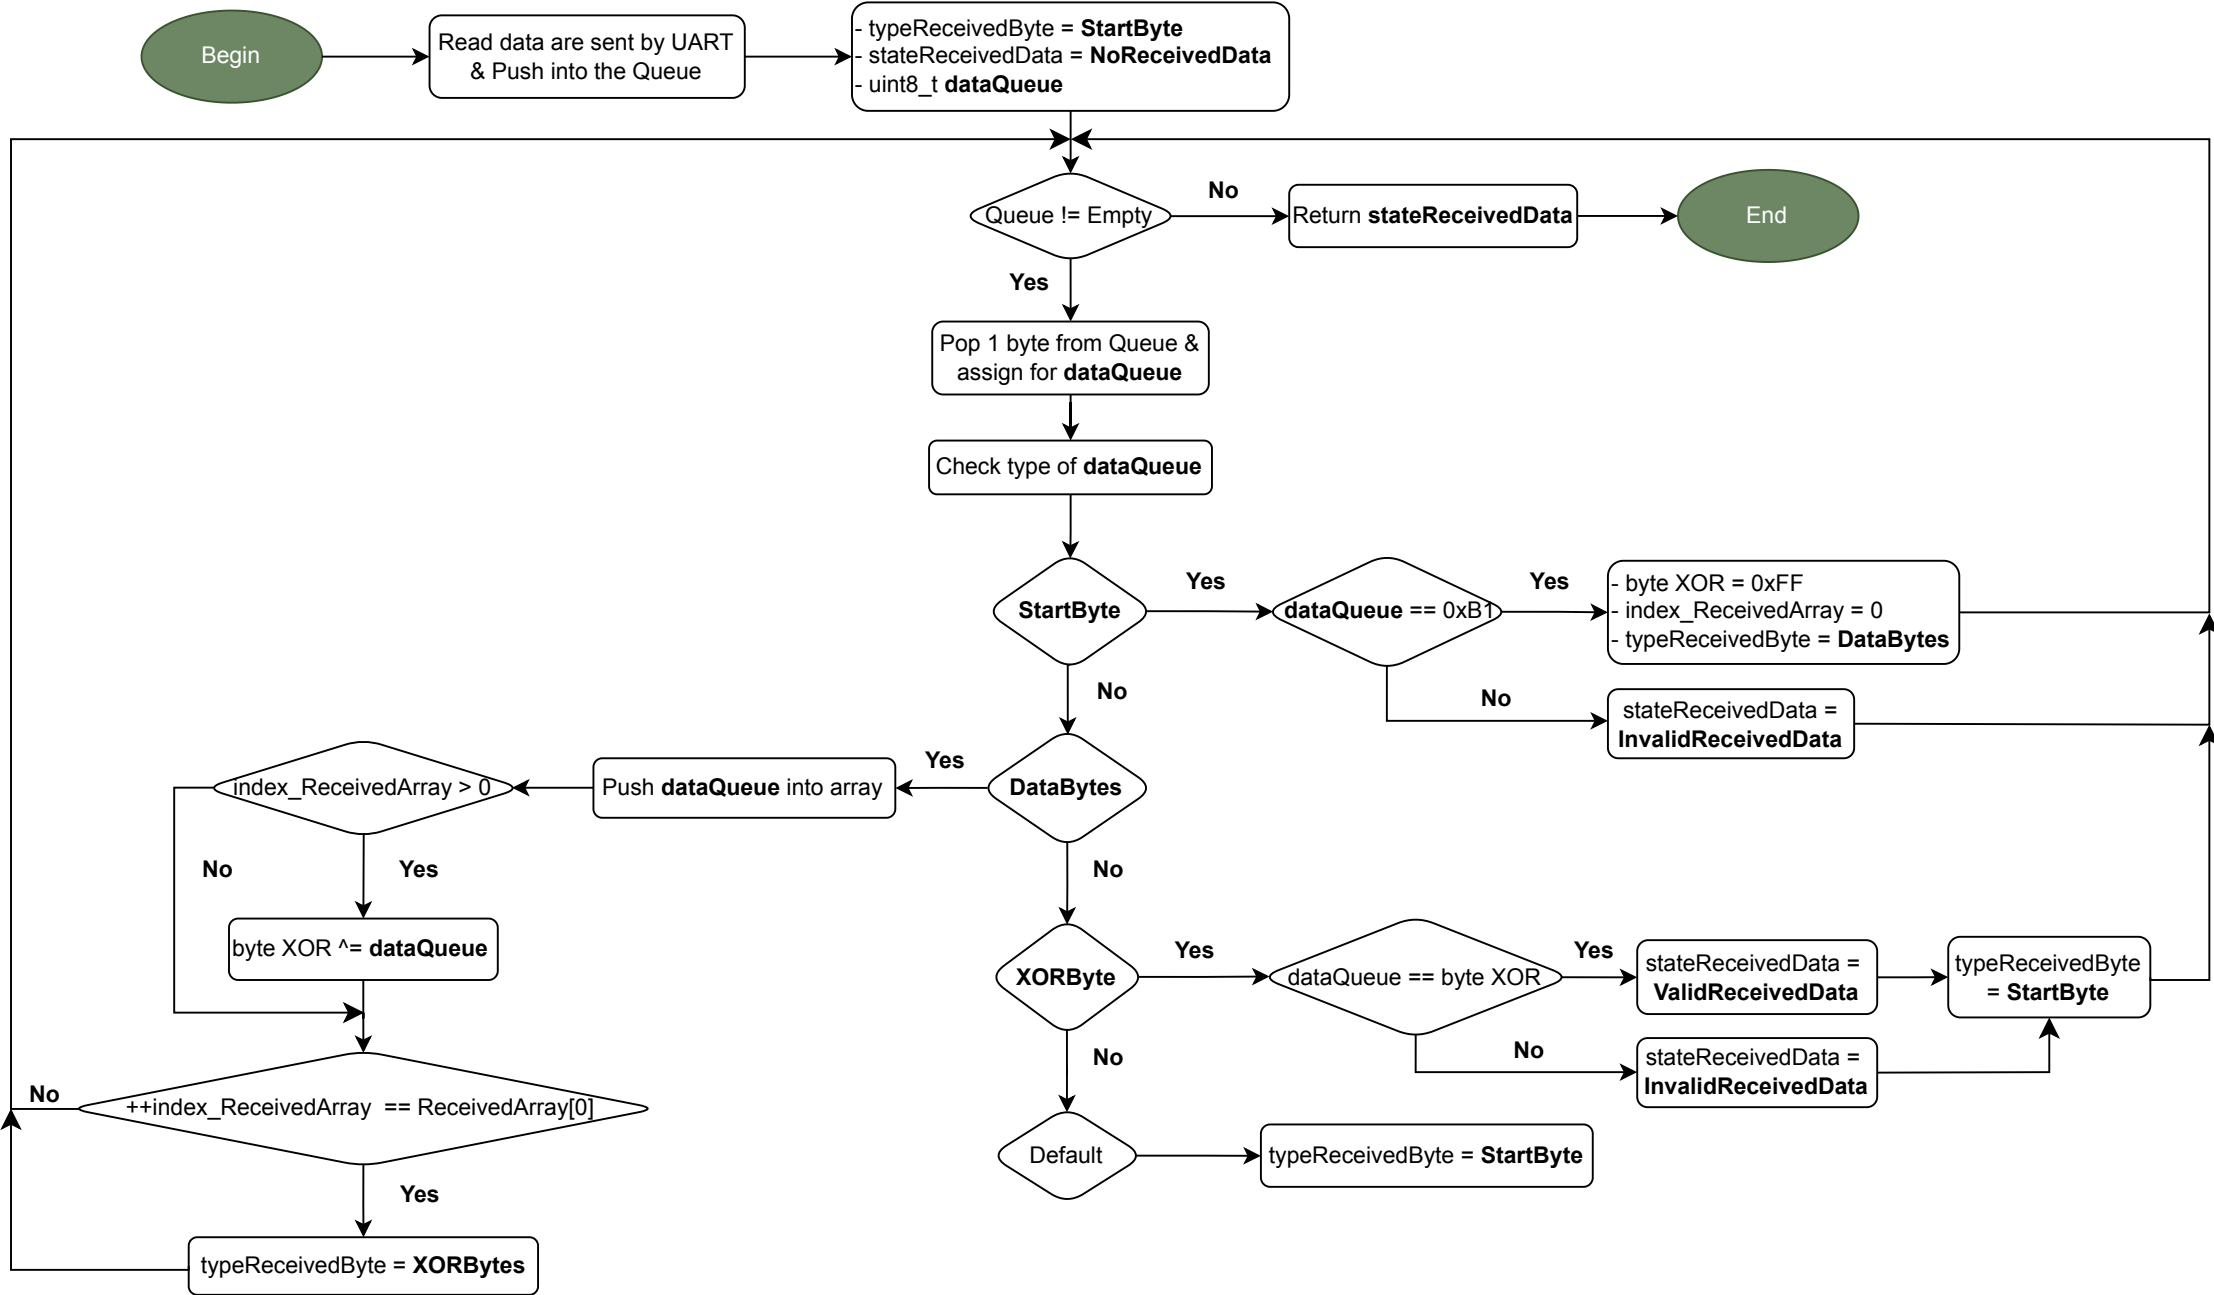 Begin
Read data are sent by UART
& Push into the Queue
- typeReceivedByte = StartByte
- stateReceivedData = NoReceivedData
- uint8_t dataQueue
Queue != Empty
No
Return stateReceivedData
End
Yes
Pop 1 byte from Queue &
assign for dataQueue
Check type of dataQueue
StartByte
Yes
dataQueue == 0xB1
Yes
- byte XOR = 0xFF
- index_ReceivedArray = 0
- typeReceivedByte = DataBytes
No
No
stateReceivedData =
InvalidReceivedData
DataBytes
Yes
Push dataQueue into array
index_ReceivedArray > 0
No
Yes
byte XOR ^= dataQueue
++index_ReceivedArray == ReceivedArray[0]
No
Yes
typeReceivedByte = XORBytes
No
XORByte
Yes
dataQueue == byte XOR
Yes
stateReceivedData =
ValidReceivedData
typeReceivedByte
= StartByte
No
stateReceivedData =
InvalidReceivedData
No
Default
typeReceivedByte = StartByte